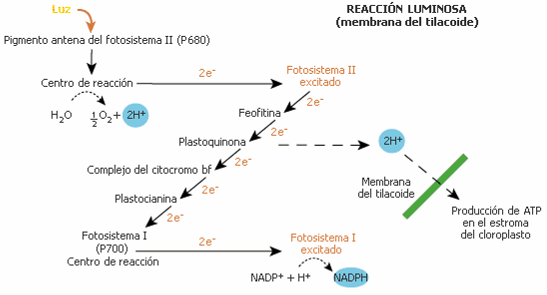 REACCIÓN LUMINOSA
(membrana del tilacoide)
Luz
Pigmento antena del fotosistema II (P680)
Centro de reacción
2e⁻
Fotosistema II
excitado
H₂O
½O₂ + 2H⁺
2e⁻
Feofitina
2e⁻
Plastoquinona
2H⁺
2e⁻
Complejo del citocromo bf
2e⁻
Membrana
del tilacoide
Plastocianina
2e⁻
Producción de ATP
en el estroma
del cloroplasto
Fotosistema I
(P700)
Centro de reacción
2e⁻
Fotosistema I
excitado
NADP⁺ + H⁺
NADPH